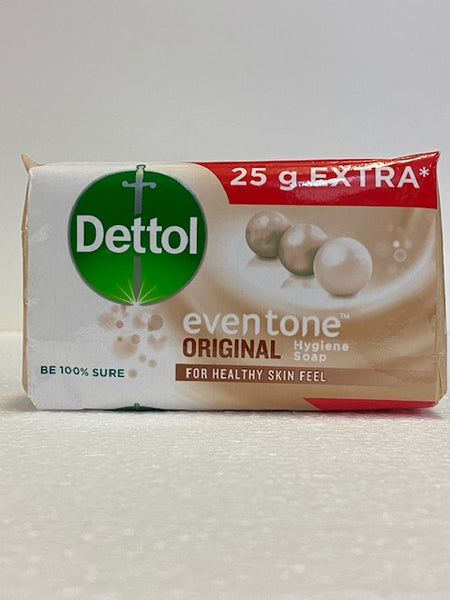 25 g EXTRA*
Dettol
eventone™
ORIGINAL Hygiene
Soap
BE 100% SURE
FOR HEALTHY SKIN FEEL